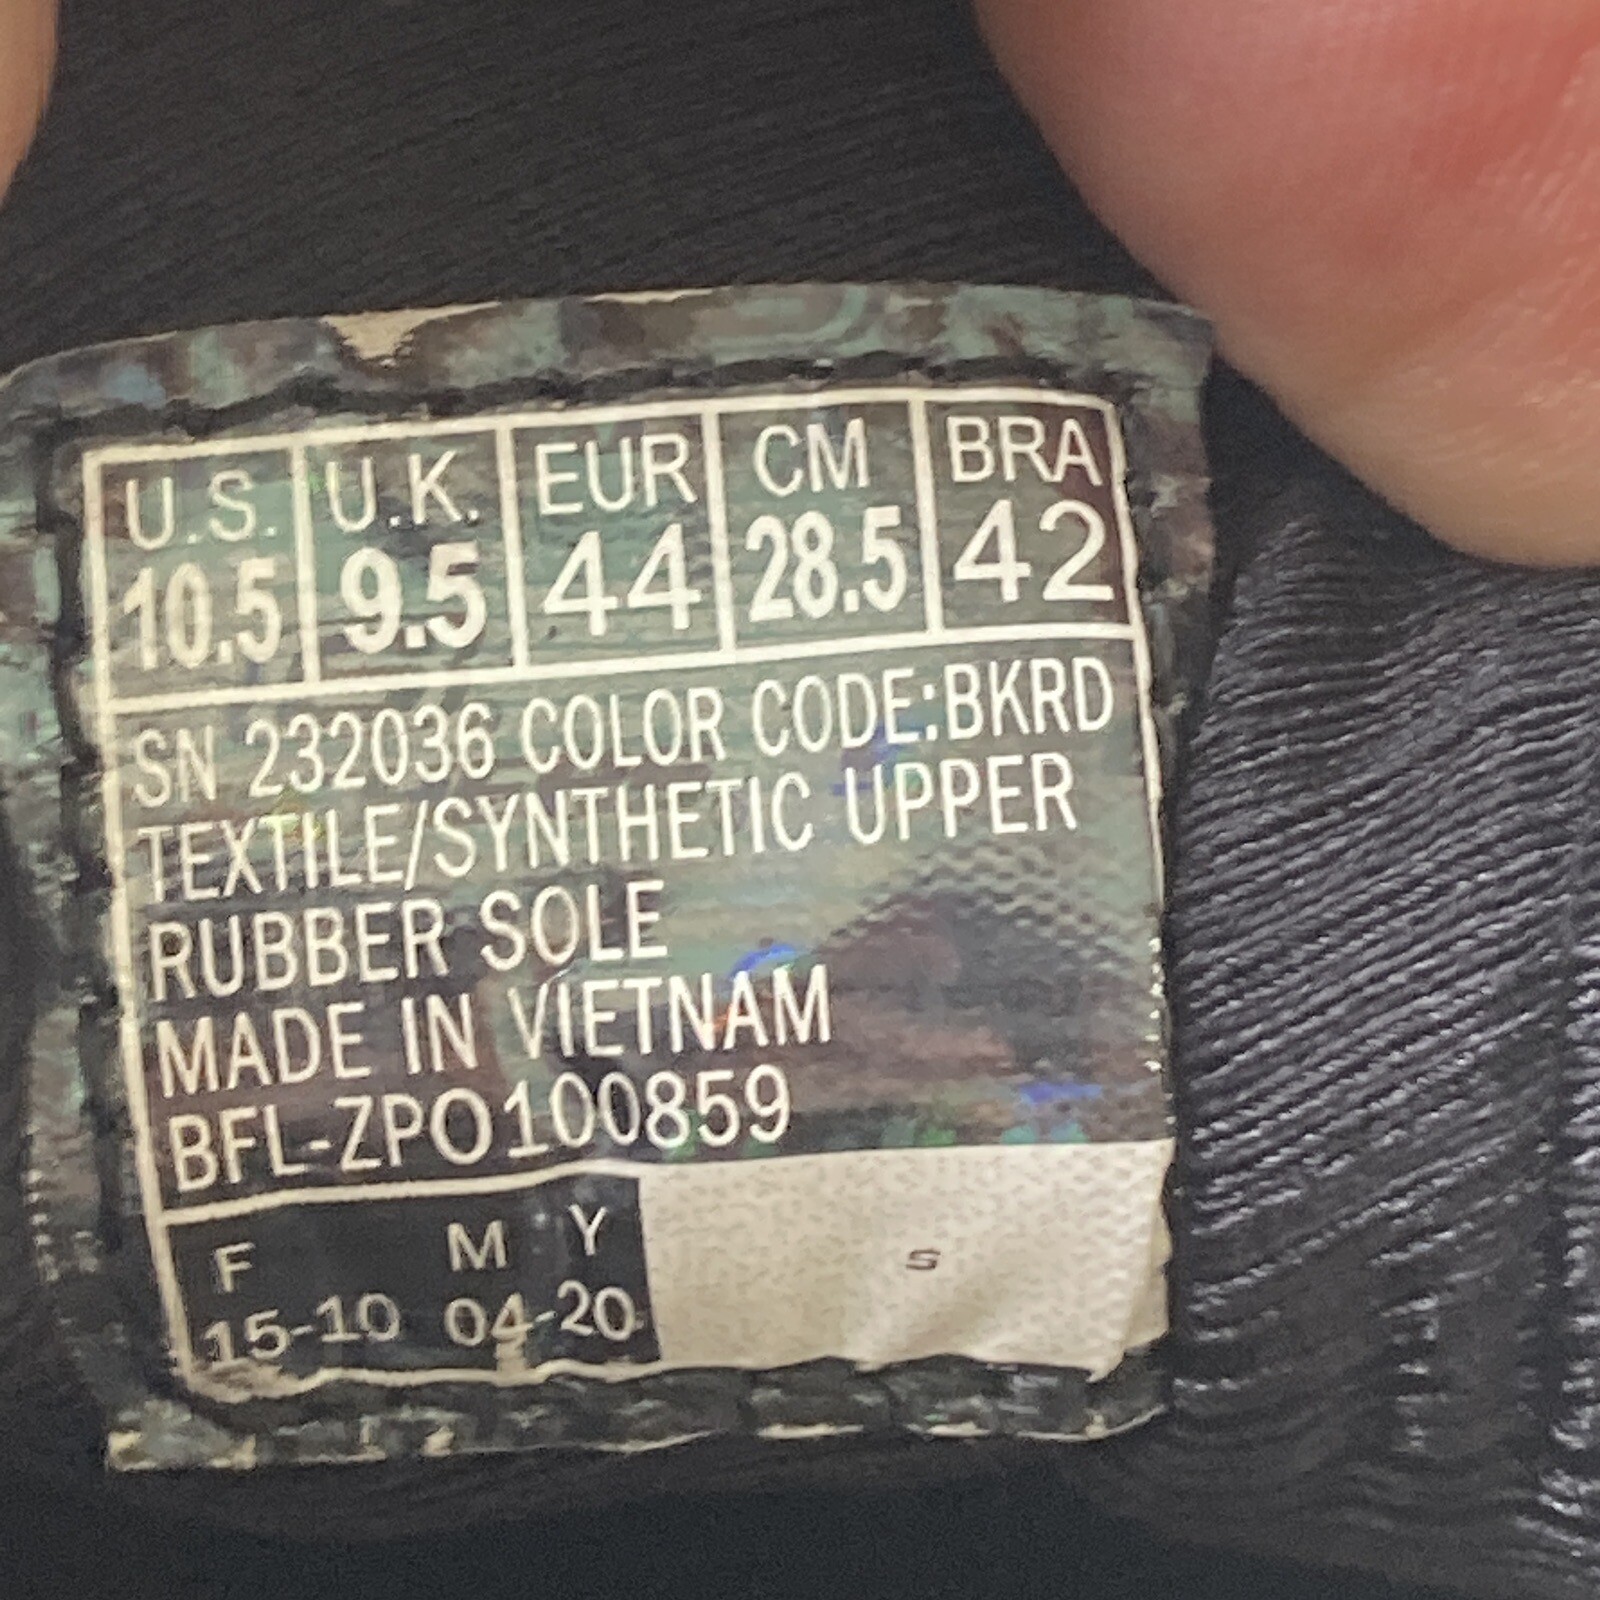 U.S. U.K. EUR CM BRA
10.5 9.5 44 28.5 42
SN 232036 COLOR CODE:BKRD
TEXTILE/SYNTHETIC UPPER
RUBBER SOLE
MADE IN VIETNAM
BFL-ZPO100859
F M Y
15-10 04-20
S